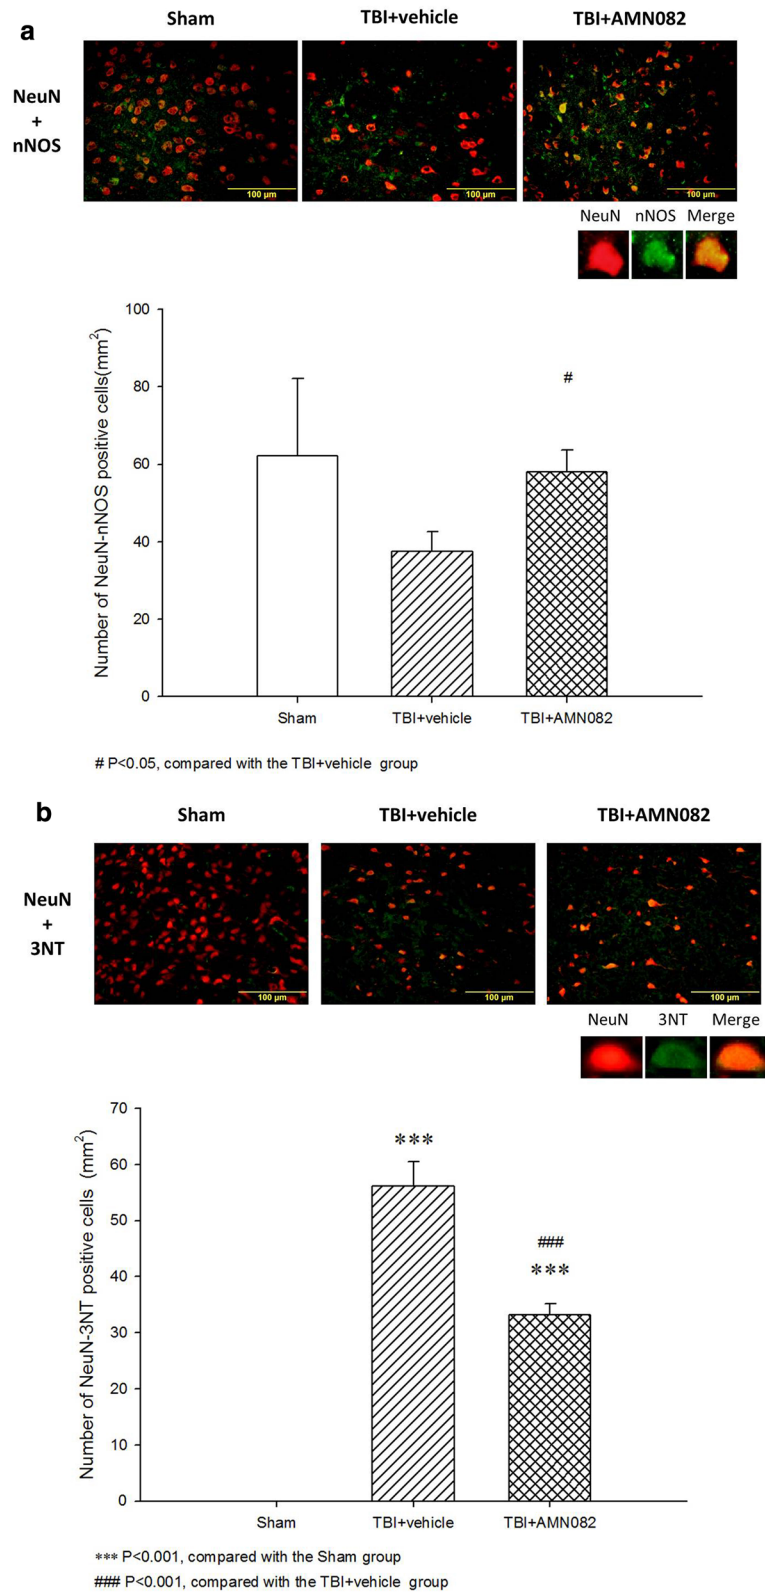 a
Sham TBI+vehicle TBI+AMN082
NeuN
+
nNOS
100 µm 100 µm 100 µm
NeuN nNOS Merge
Number of NeuN-nNOS positive cells(mm²)
100
80
60
40
20
0
#
Sham TBI+vehicle TBI+AMN082
# P<0.05, compared with the TBI+vehicle group
b
Sham TBI+vehicle TBI+AMN082
NeuN
+
3NT
100 µm 100 µm 100 µm
NeuN 3NT Merge
Number of NeuN-3NT positive cells (mm²)
70
60
50
40
30
20
10
0
***
###
***
Sham TBI+vehicle TBI+AMN082
*** P<0.001, compared with the Sham group
### P<0.001, compared with the TBI+vehicle group